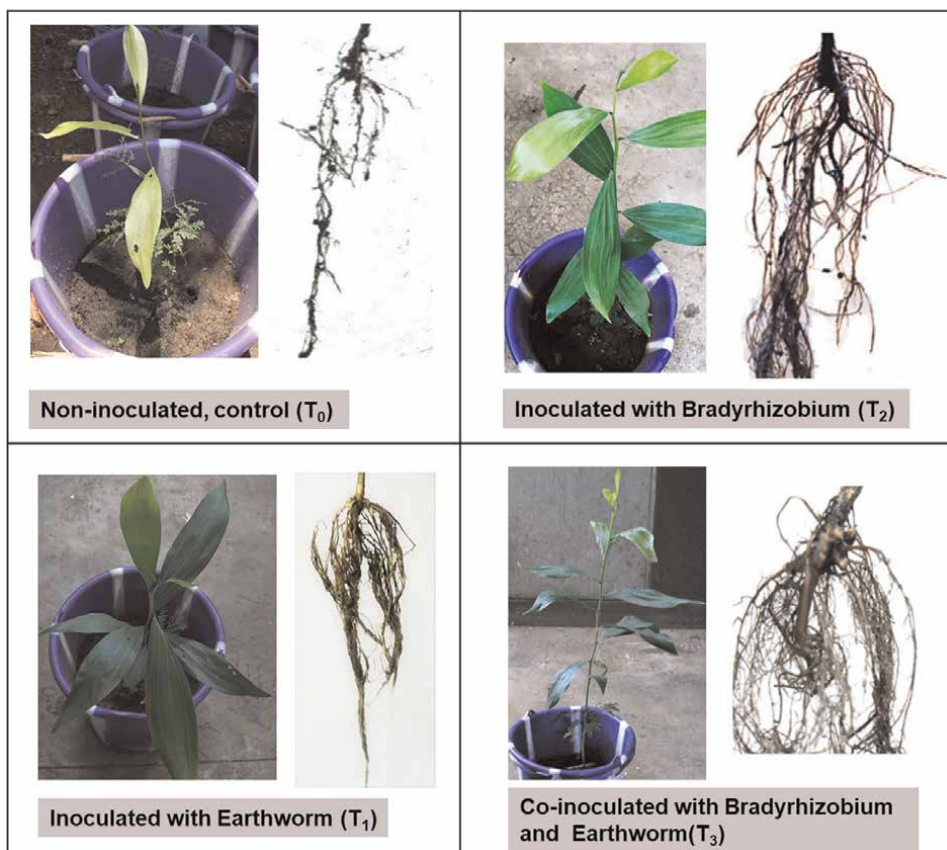 Non-inoculated, control (T₀)
Inoculated with Bradyrhizobium (T₂)
Inoculated with Earthworm (T₁)
Co-inoculated with Bradyrhizobium
and Earthworm(T₃)